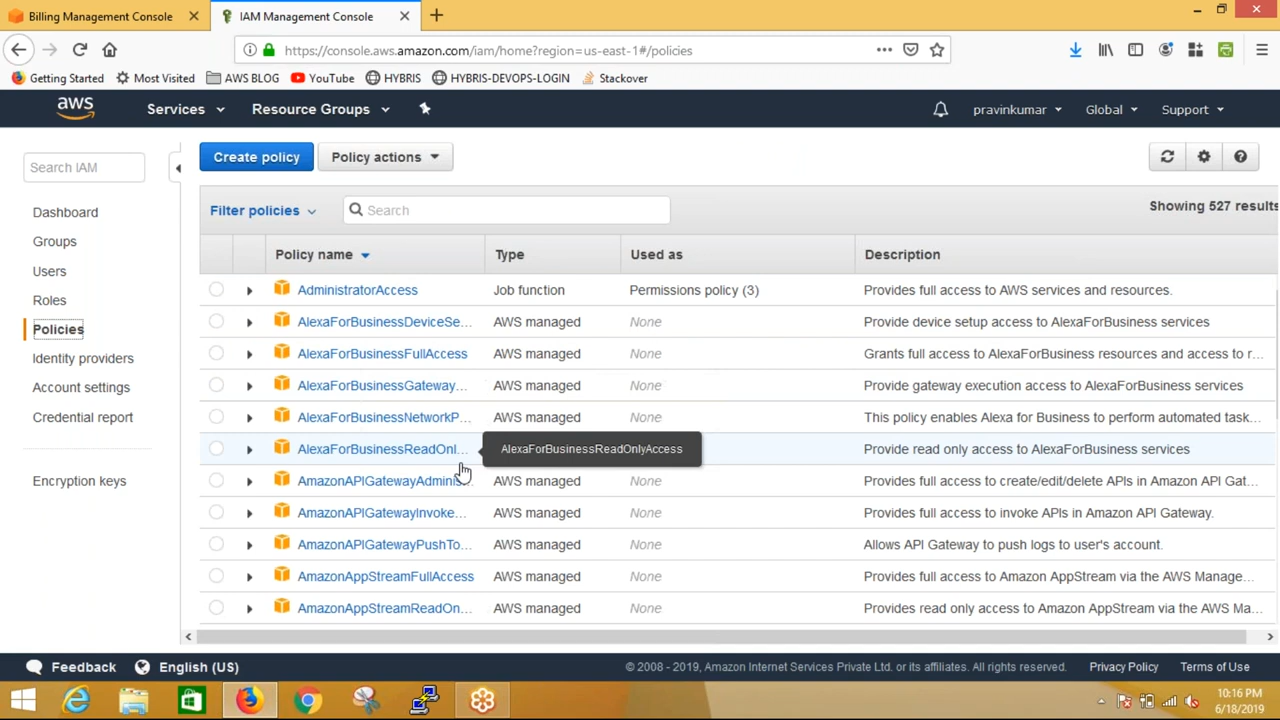 Billing Management Console
IAM Management Console
https://console.aws.amazon.com/iam/home?region=us-east-1#/policies
Getting Started
Most Visited
AWS BLOG
YouTube
HYBRIS
HYBRIS-DEVOPS-LOGIN
Stackover
aws
Services
Resource Groups
pravinkumar
Global
Support
Search IAM
Dashboard
Groups
Users
Roles
Policies
Identity providers
Account settings
Credential report
Encryption keys
Create policy
Policy actions
Filter policies
Search
Showing 527 results
Policy name Type Used as Description
AdministratorAccess Job function Permissions policy (3) Provides full access to AWS services and resources.
AlexaForBusinessDeviceSe... AWS managed None Provide device setup access to AlexaForBusiness services
AlexaForBusinessFullAccess AWS managed None Grants full access to AlexaForBusiness resources and access to r...
AlexaForBusinessGateway... AWS managed None Provide gateway execution access to AlexaForBusiness services
AlexaForBusinessNetworkP... AWS managed None This policy enables Alexa for Business to perform automated task...
AlexaForBusinessReadOnl... AlexaForBusinessReadOnlyAccess Provide read only access to AlexaForBusiness services
AmazonAPIGatewayAdminis... AWS managed None Provides full access to create/edit/delete APIs in Amazon API Gat...
AmazonAPIGatewayInvoke... AWS managed None Provides full access to invoke APIs in Amazon API Gateway.
AmazonAPIGatewayPushTo... AWS managed None Allows API Gateway to push logs to user's account.
AmazonAppStreamFullAccess AWS managed None Provides full access to Amazon AppStream via the AWS Manage...
AmazonAppStreamReadOn... AWS managed None Provides read only access to Amazon AppStream via the AWS Ma...
Feedback
English (US)
© 2008 - 2019, Amazon Internet Services Private Ltd. or its affiliates. All rights reserved.
Privacy Policy
Terms of Use
10:16 PM
6/18/2019